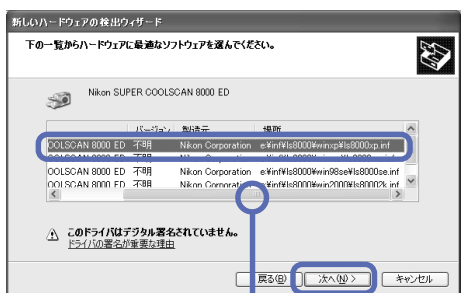 新しいハードウェアの検出ウィザード
下の一覧からハードウェアに最適なソフトウェアを選んでください。
Nikon SUPER COOLSCAN 8000 ED
バージョン 製造元 場所
OOLSCAN 8000 ED 不明 Nikon Corporation e:¥inf¥ls8000¥winxp¥ls8000xp.inf
OOLSCAN 8000 ED 不明 Nikon Corporation e:¥inf¥ls8000¥win98se¥ls8000se.inf
OOLSCAN 8000 ED 不明 Nikon Corporation e:¥inf¥ls8000¥win2000¥ls80002k.inf
このドライバはデジタル署名されていません。
ドライバの署名が重要な理由
戻る(B) 次へ(N) > キャンセル